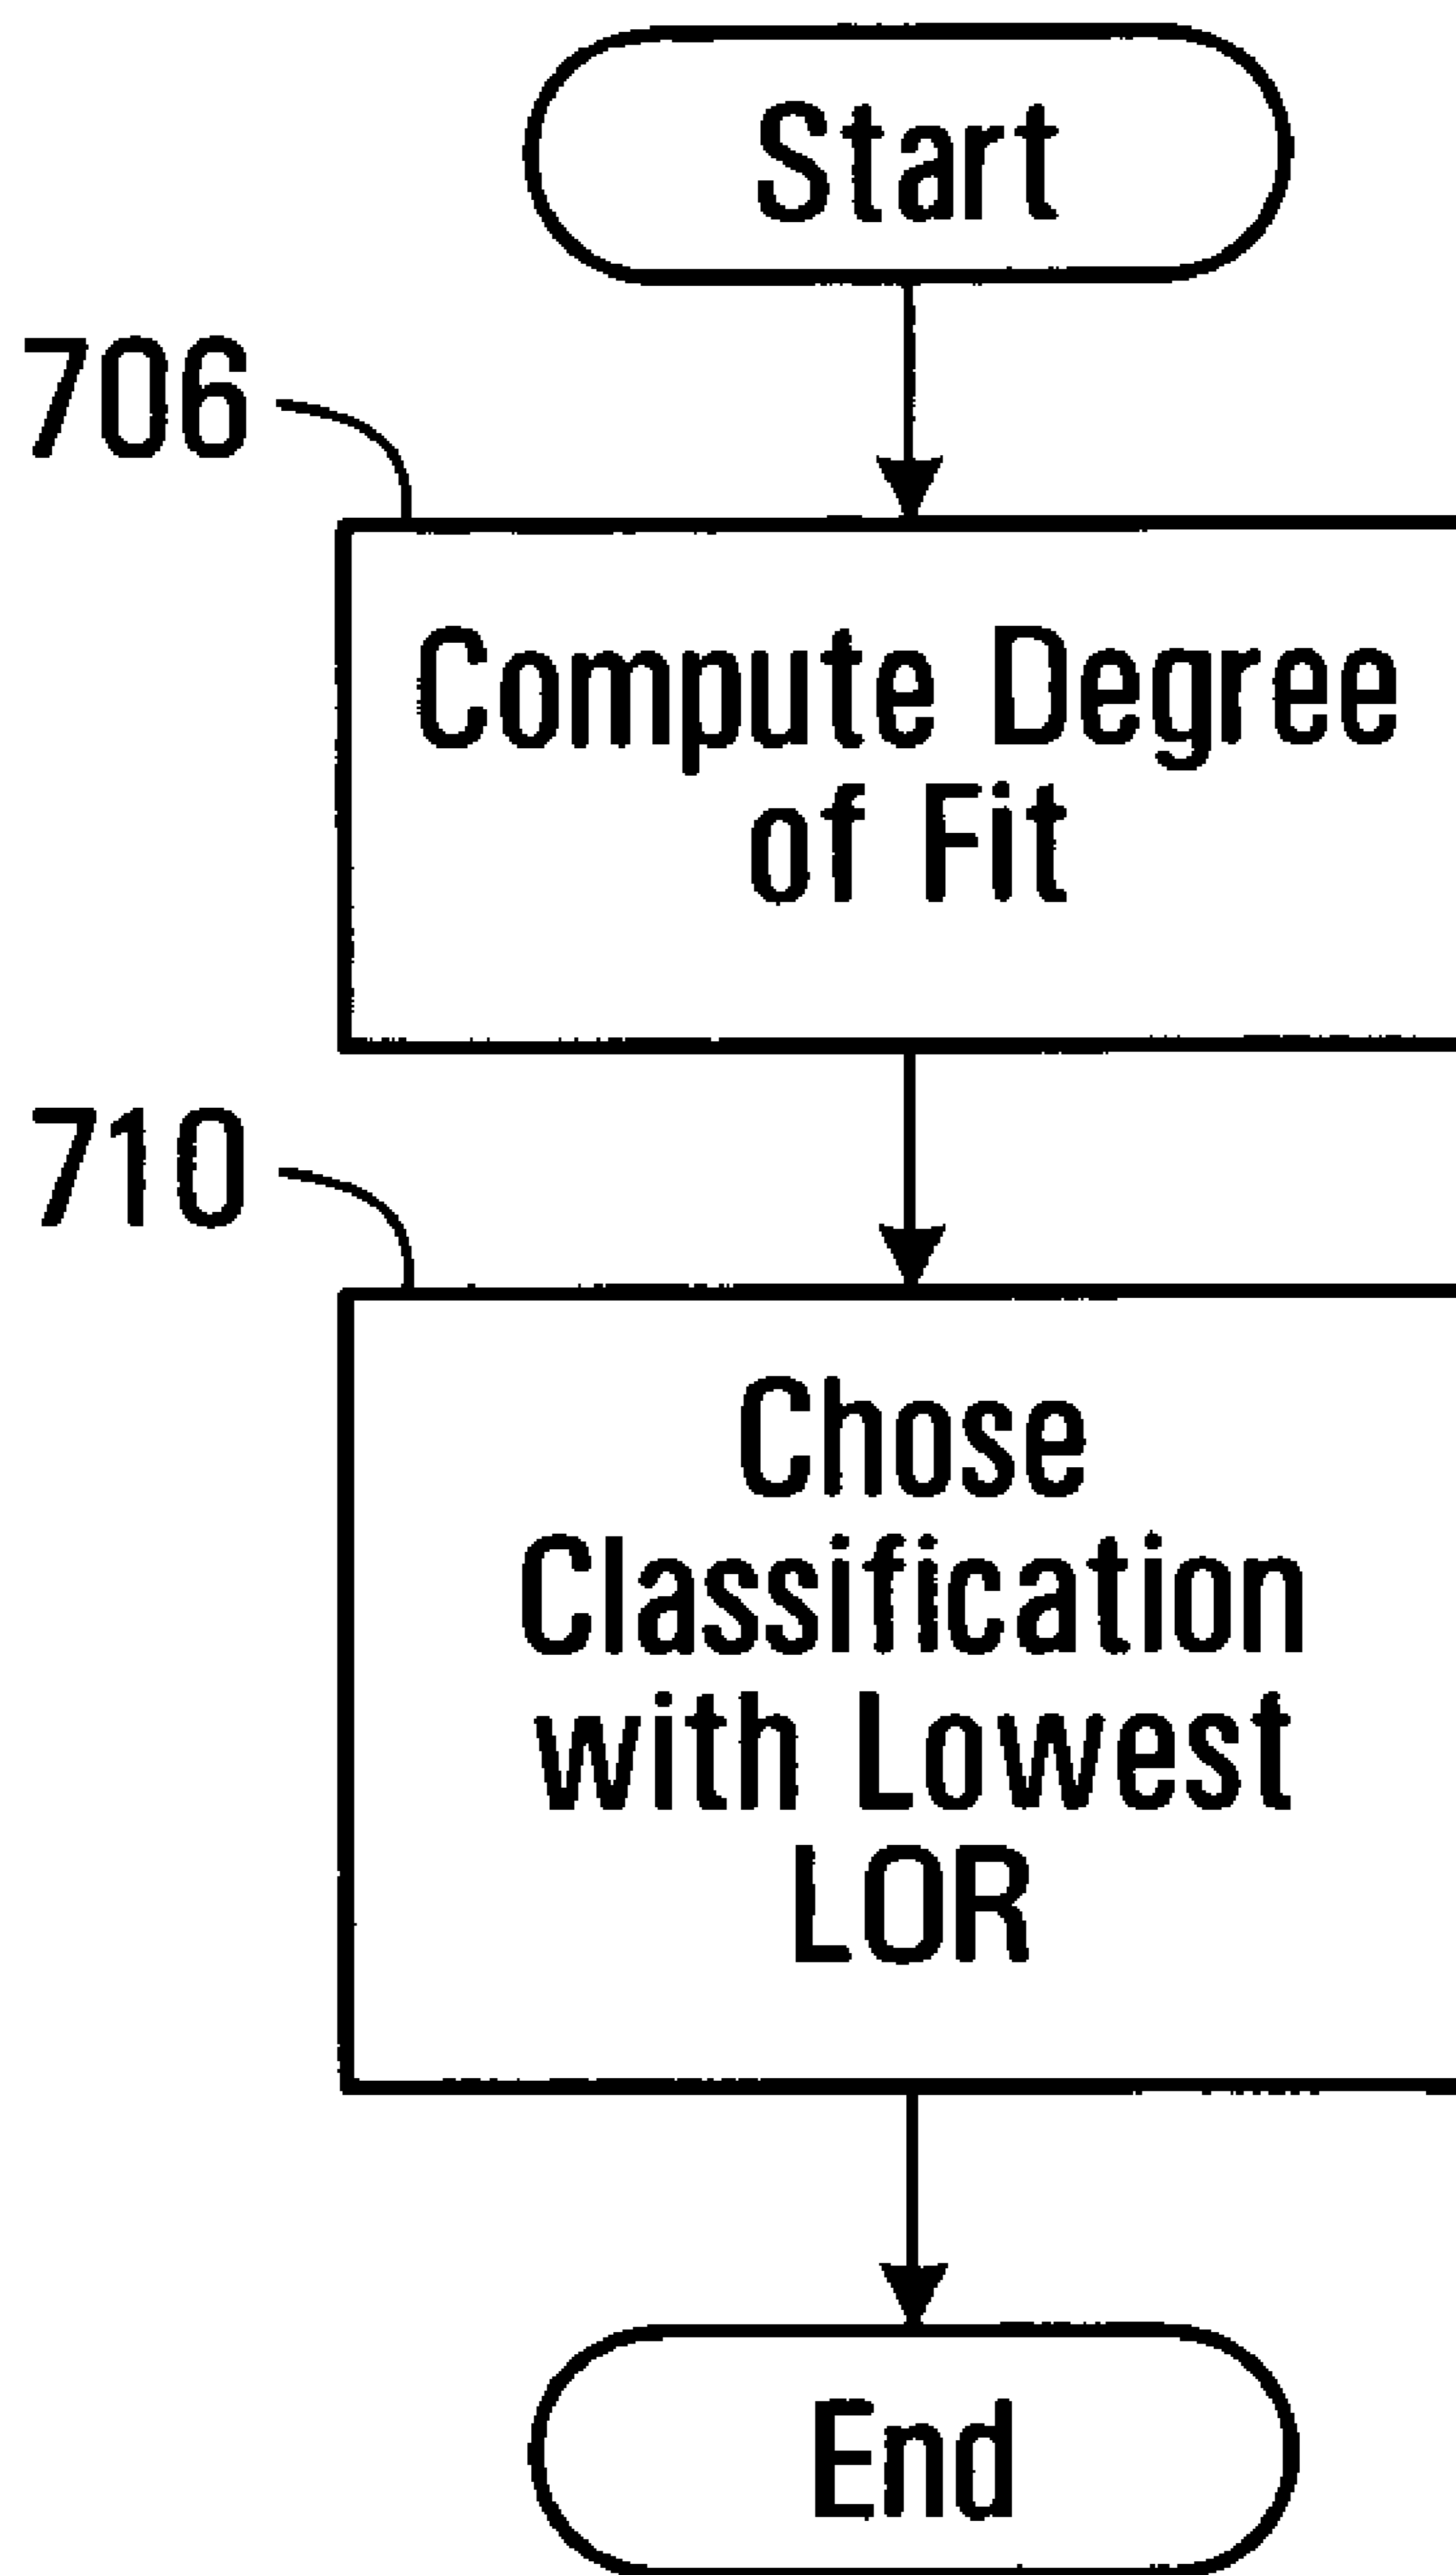 Start
706
Compute Degree
of Fit
710
Chose
Classification
with Lowest
LOR
End